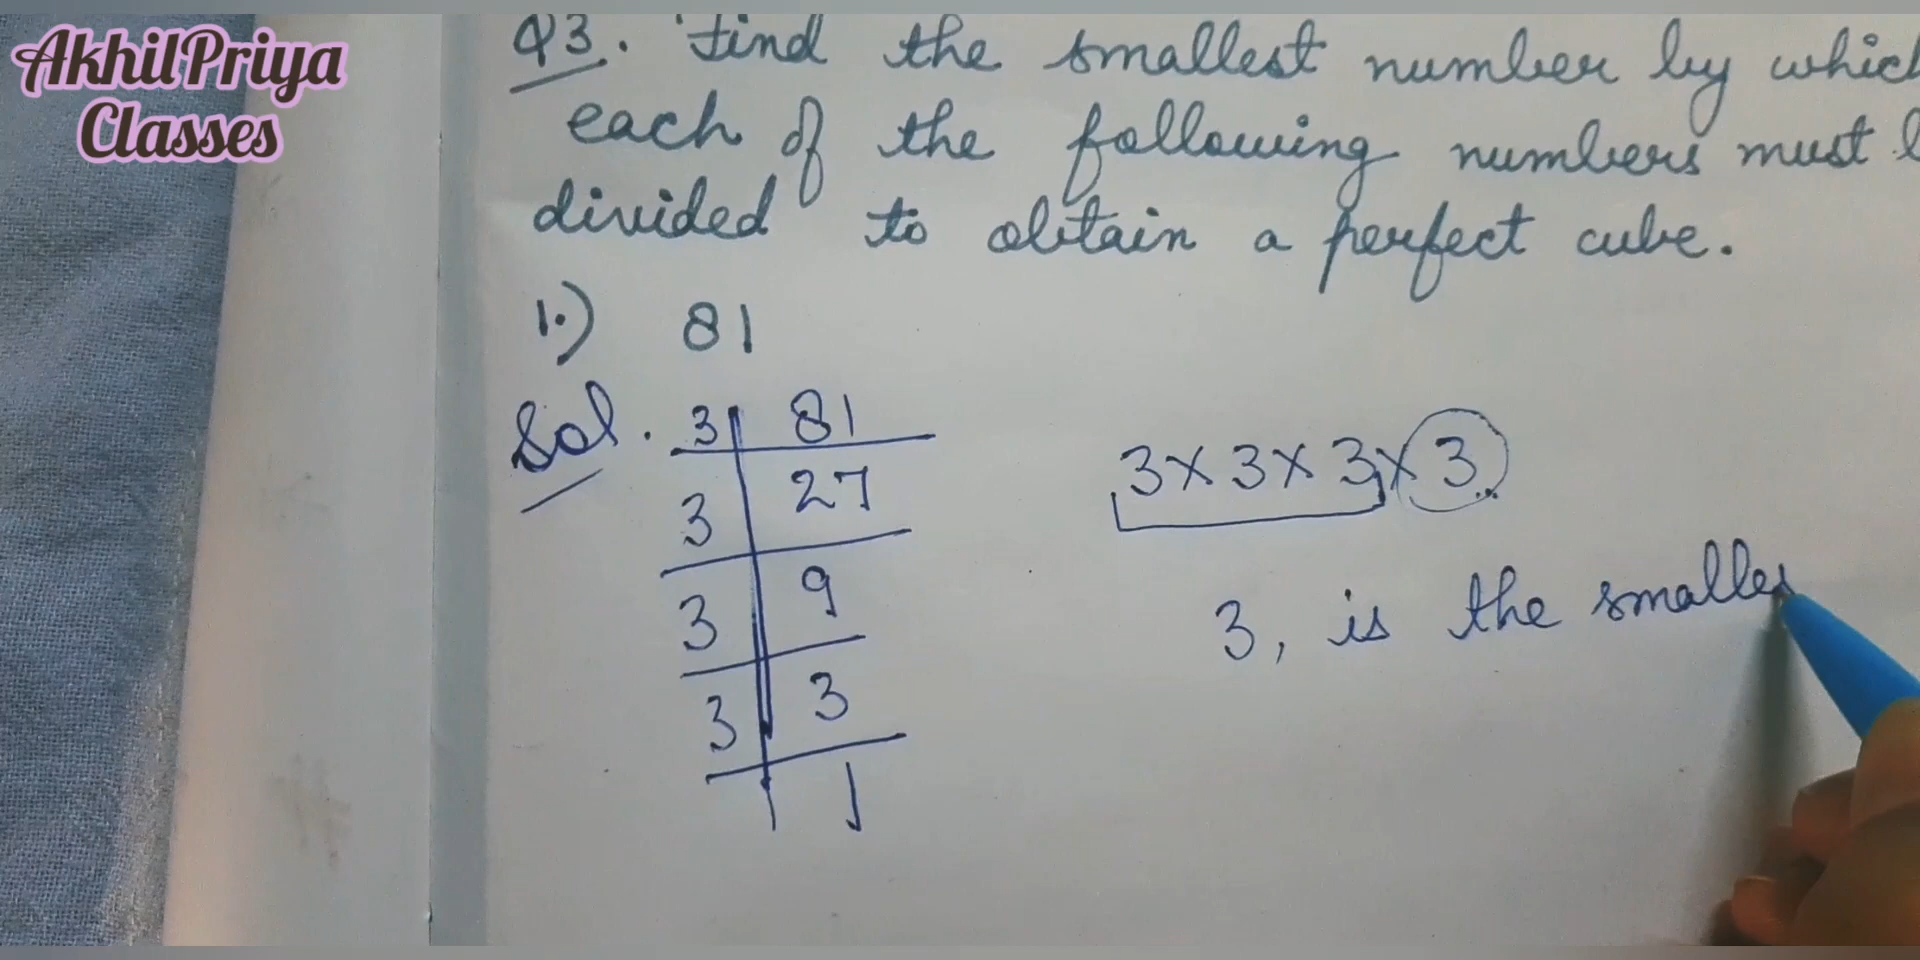 AkhilPriya
Classes
Q3. Find the smallest number by which
each of the following numbers must
divided to obtain a perfect cube.
1.) 81
Sol.
3 81
3 27
3 9
3 3
1
3×3×3×3
3, is the smalles